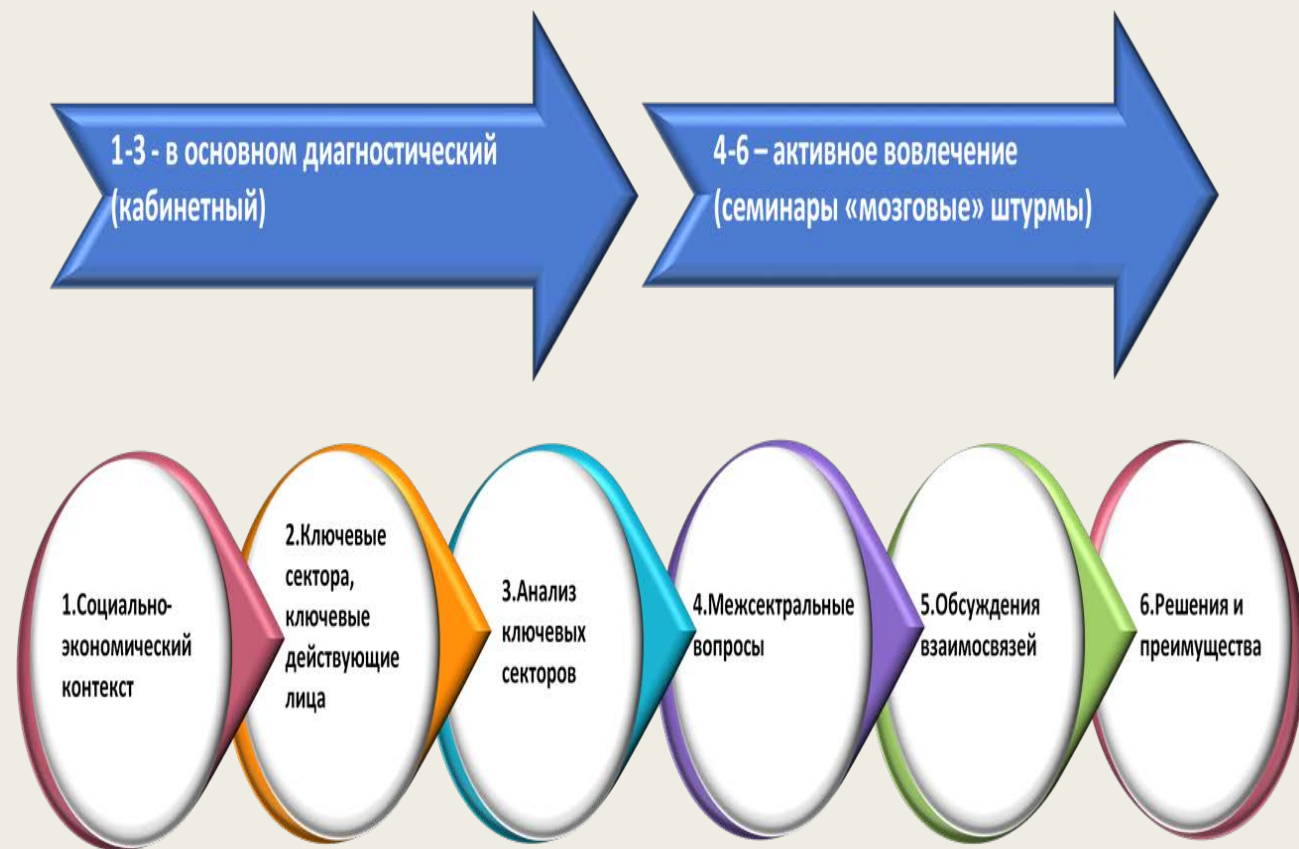 1-3 - в основном диагностический
(кабинетный)
4-6 – активное вовлечение
(семинары «мозговые» штурмы)
1.Социально-
экономический
контекст
2.Ключевые
сектора,
ключевые
действующие
лица
3.Анализ
ключевых
секторов
4.Межсектральные
вопросы
5.Обсуждения
взаимосвязей
6.Решения и
преимущества